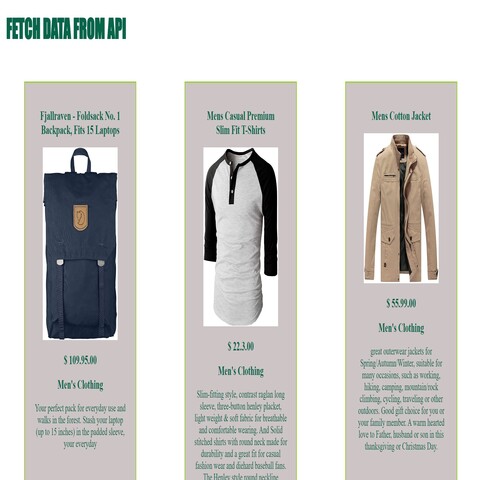 FETCH DATA FROM API
Fjallraven - Foldsack No. 1
Backpack, Fits 15 Laptops
$ 109.95.00
Men's Clothing
Your perfect pack for everyday use and
walks in the forest. Stash your laptop
(up to 15 inches) in the padded sleeve,
your everyday
Mens Casual Premium
Slim Fit T-Shirts
$ 22.3.00
Men's Clothing
Slim-fitting style, contrast raglan long
sleeve, three-button henley placket,
light weight & soft fabric for breathable
and comfortable wearing. And Solid
stitched shirts with round neck made for
durability and a great fit for casual
fashion wear and diehard baseball fans.
The Henley style round neckline
Mens Cotton Jacket
$ 55.99.00
Men's Clothing
great outerwear jackets for
Spring/Autumn/Winter, suitable for
many occasions, such as working,
hiking, camping, mountain/rock
climbing, cycling, traveling or other
outdoors. Good gift choice for you or
your family member. A warm hearted
love to Father, husband or son in this
thanksgiving or Christmas Day.